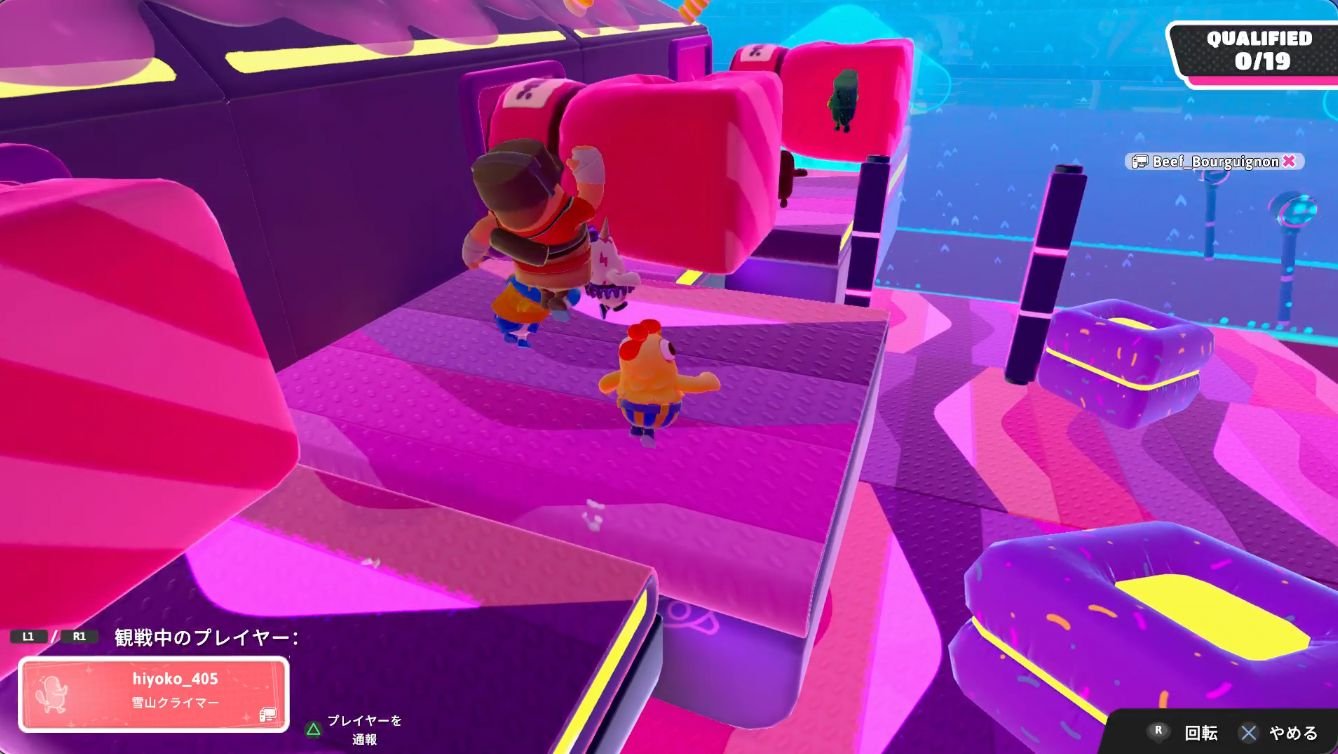 QUALIFIED
0/19
Beef_Bourguignon
L1 / R1 観戦中のプレイヤー:
hiyoko_405
雪山クライマー
プレイヤーを
通報
R 回転 やめる